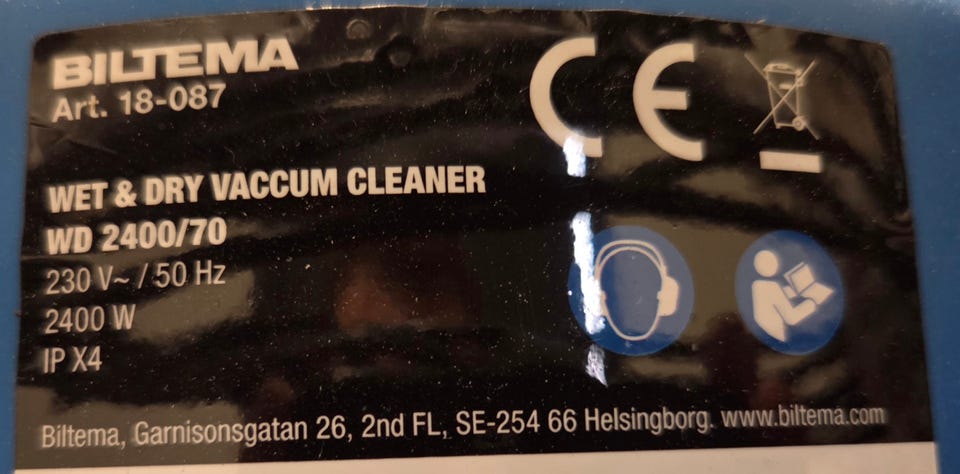 BILTEMA
Art. 18-087
CE
WET & DRY VACCUM CLEANER
WD 2400/70
230 V~ / 50 Hz
2400 W
IP X4
Biltema, Garnisonsgatan 26, 2nd FL, SE-254 66 Helsingborg. www.biltema.com